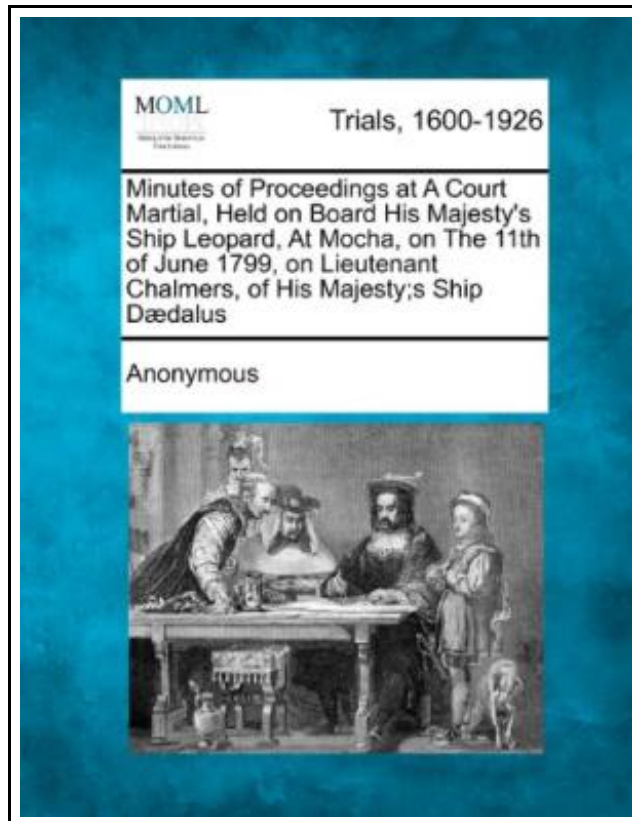 MOML
Trials, 1600-1926
Minutes of Proceedings at A Court
Martial, Held on Board His Majesty's
Ship Leopard, At Mocha, on The 11th
of June 1799, on Lieutenant
Chalmers, of His Majesty;s Ship
Dædalus
Anonymous